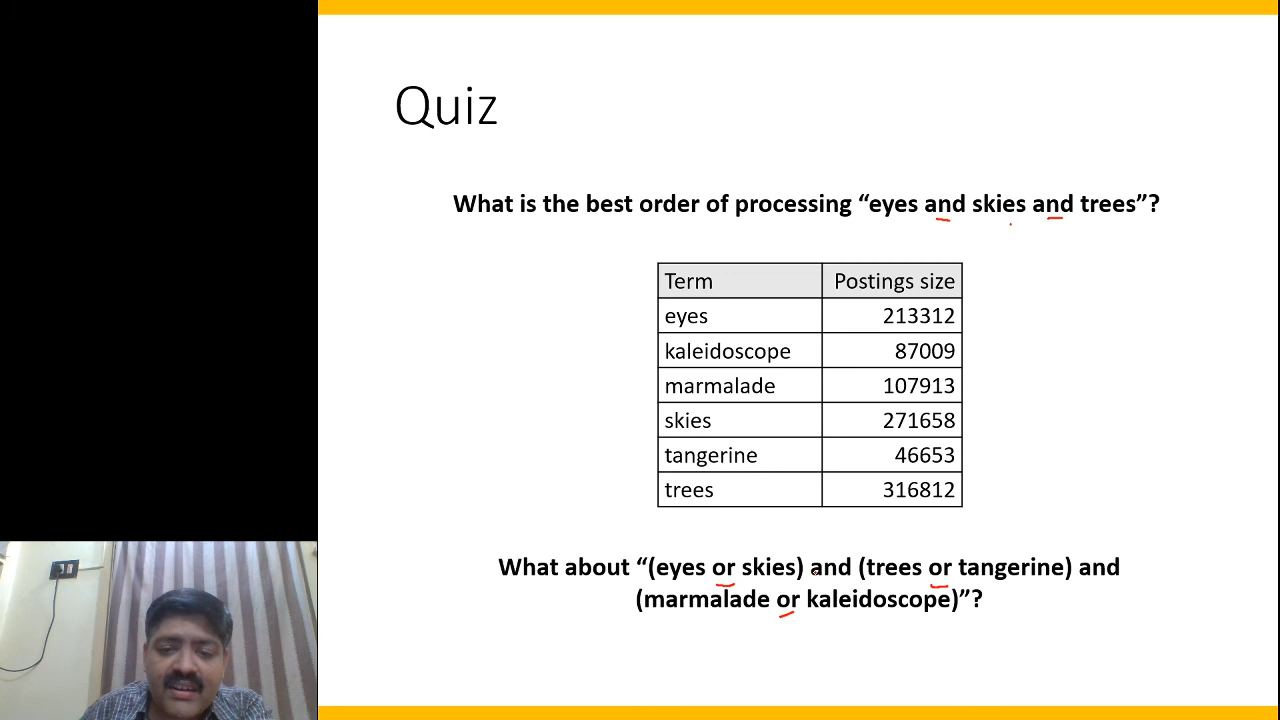 Quiz
What is the best order of processing “eyes and skies and trees”?
Term Postings size
eyes 213312
kaleidoscope 87009
marmalade 107913
skies 271658
tangerine 46653
trees 316812
What about “(eyes or skies) and (trees or tangerine) and
(marmalade or kaleidoscope)”?